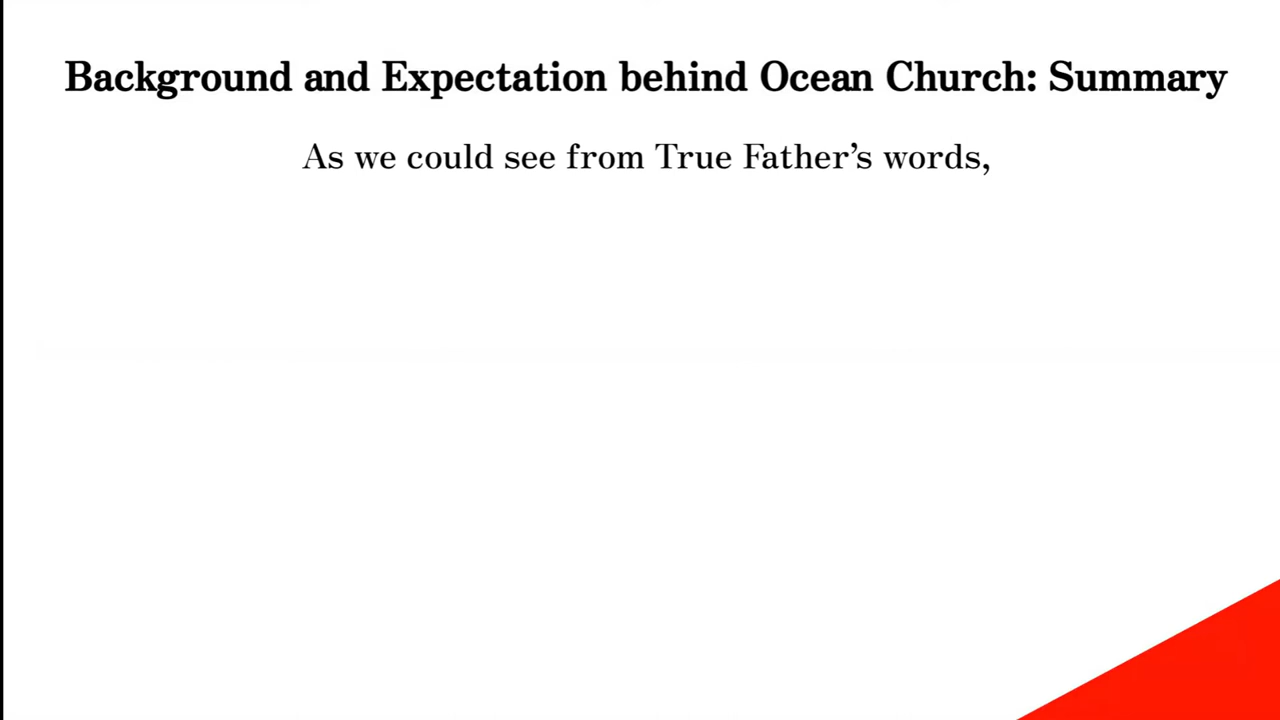 Background and Expectation behind Ocean Church: Summary
As we could see from True Father’s words,